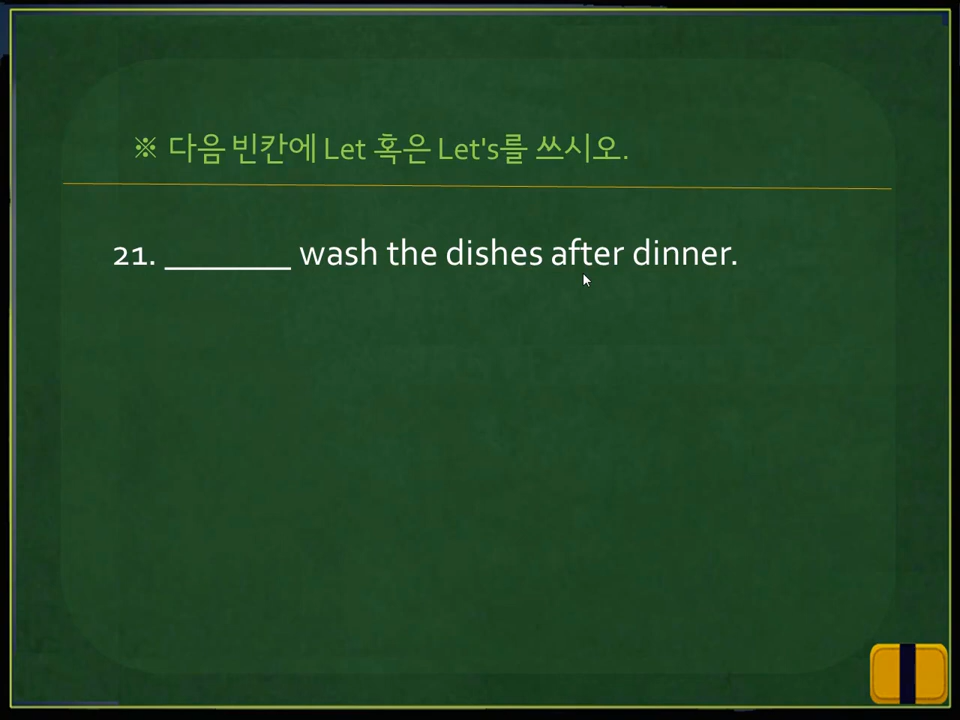 ※ 다음 빈칸에 Let 혹은 Let's를 쓰시오.
21. _______ wash the dishes after dinner.